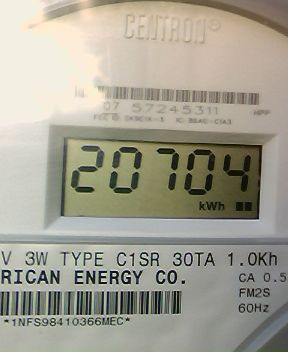 CENTRON®
07 57245311
HPP
20704
kWh
V 3W TYPE C1SR 30TA 1.0Kh
RICAN ENERGY CO.
CA 0.5
FM2S
60Hz
*1NFS98410366MEC*